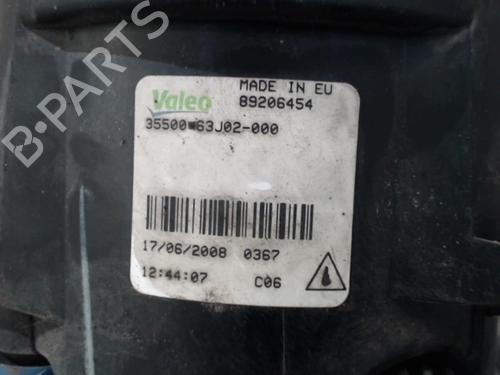 B-PARTS
Valeo
MADE IN EU
89206454
35500-63J02-000
17/06/2008 0367
12:44:07 C06